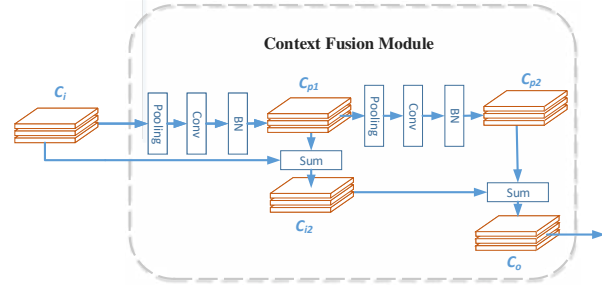 Context Fusion Module
Ci
Pooling
Conv
BN
Cp1
Pooling
Conv
BN
Cp2
Sum
Ci2
Sum
Co